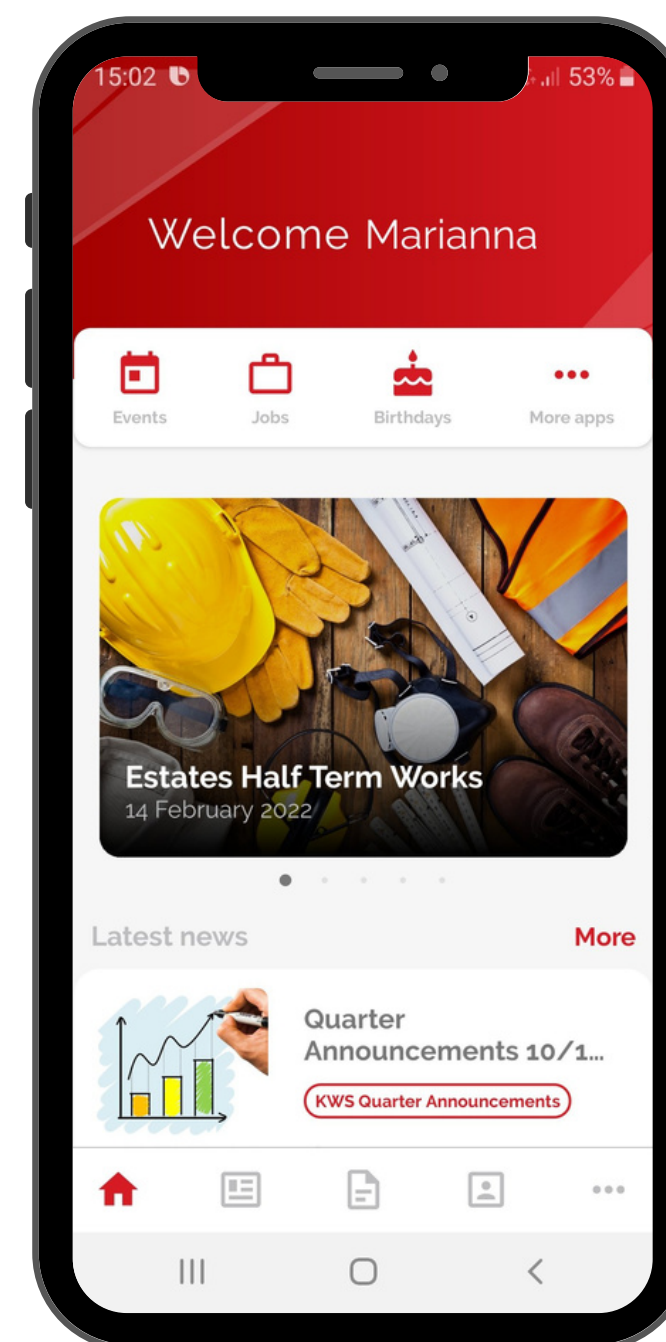 15:02 53%
Welcome Marianna
Events Jobs Birthdays More apps
Estates Half Term Works
14 February 2022
Latest news More
Quarter
Announcements 10/1...
KWS Quarter Announcements